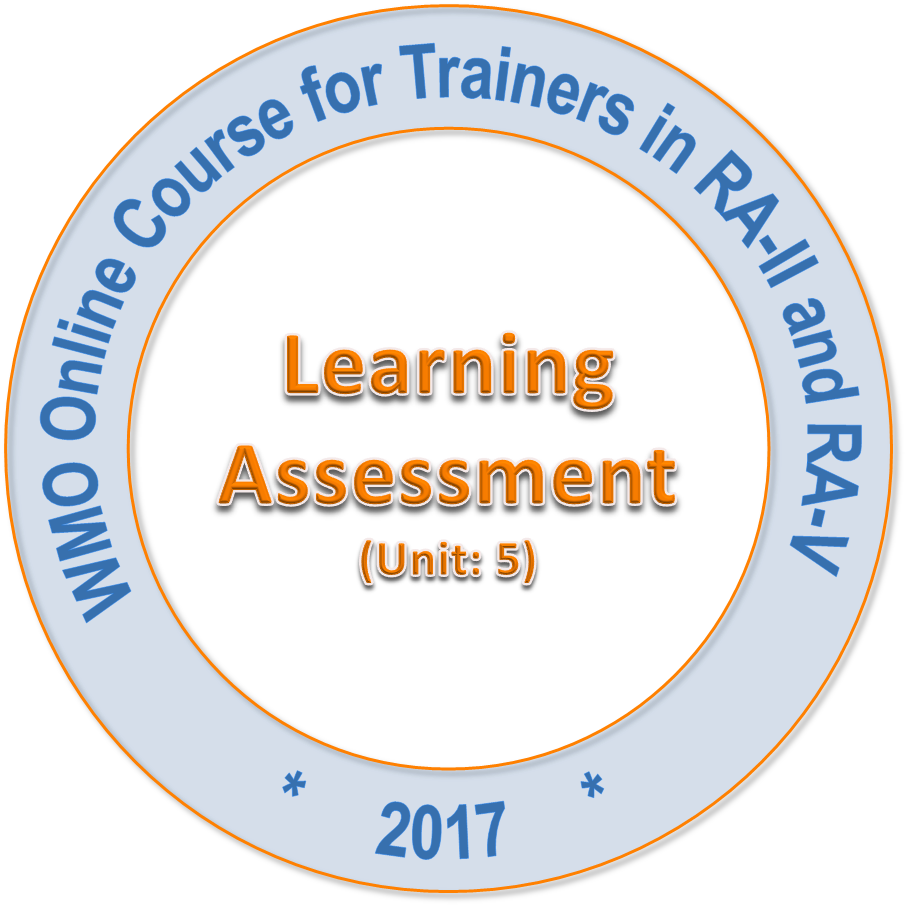 WMO Online Course for Trainers in RA-II and RA-V
Learning
Assessment
(Unit: 5)
* 2017 *